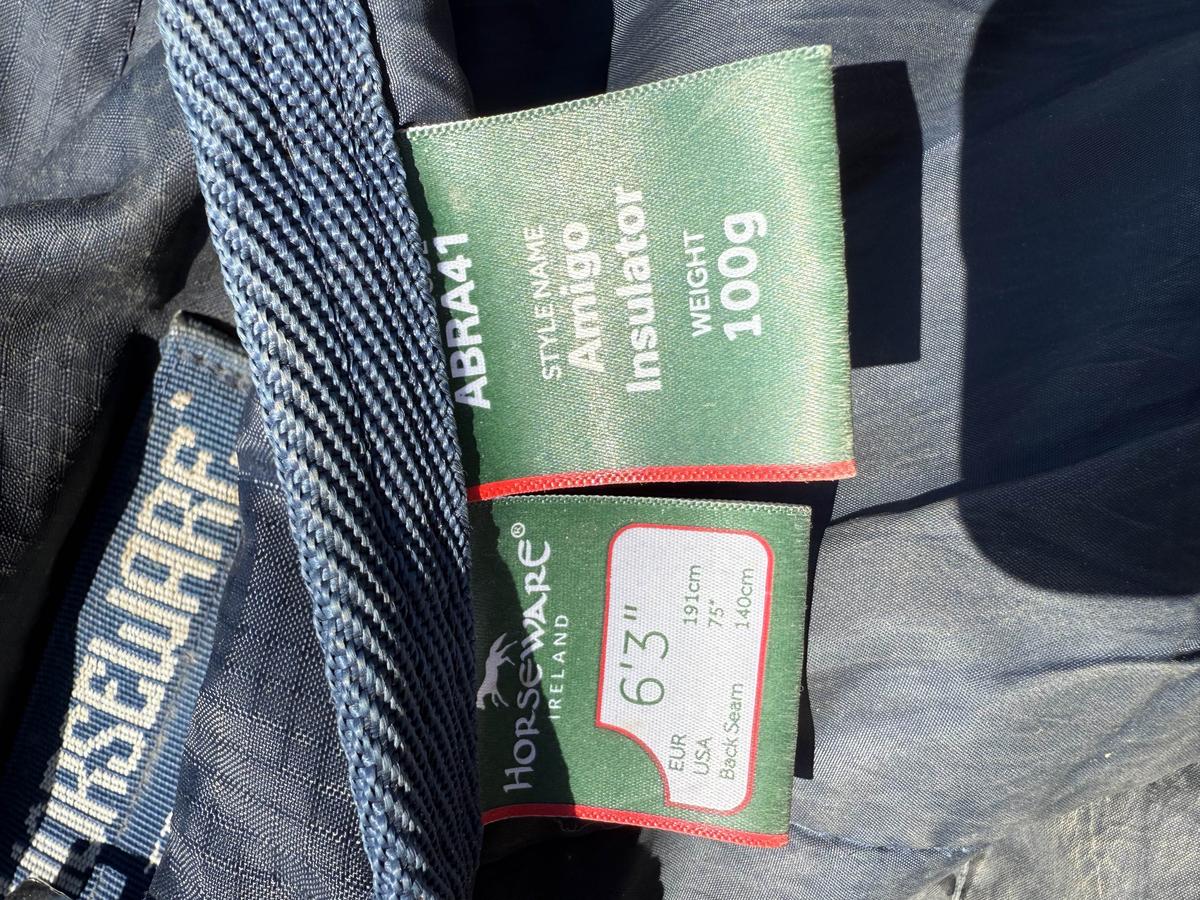 ABRA41
STYLE NAME
Amigo
Insulator
WEIGHT
100g
HORSEWARE®
IRELAND
6'3"
EUR 191cm
USA 75"
Back Seam 140cm